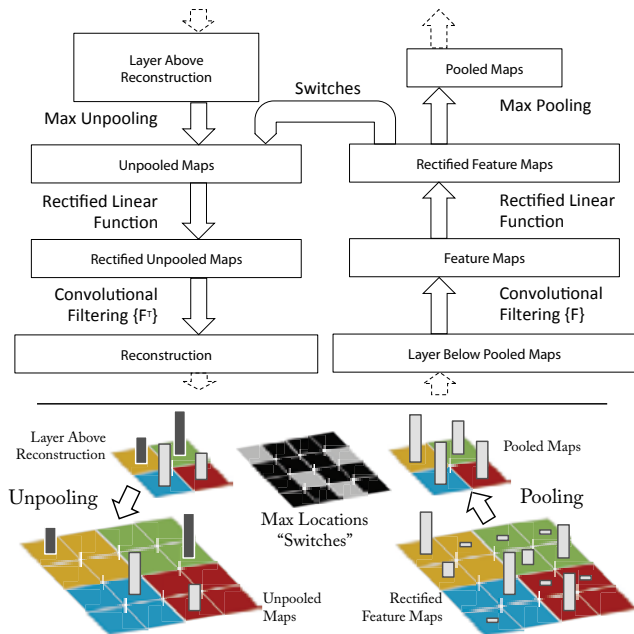 Layer Above
Reconstruction
Pooled Maps
Switches
Max Unpooling
Max Pooling
Unpooled Maps
Rectified Feature Maps
Rectified Linear
Function
Rectified Linear
Function
Rectified Unpooled Maps
Feature Maps
Convolutional
Filtering {Fᵀ}
Convolutional
Filtering {F}
Reconstruction
Layer Below Pooled Maps
Layer Above
Reconstruction
Pooled Maps
Unpooling
Max Locations
“Switches”
Pooling
Unpooled
Maps
Rectified
Feature Maps